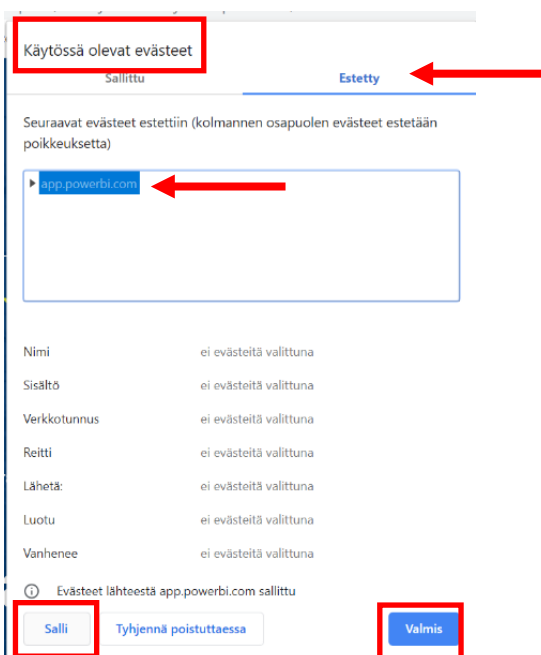 Käytössä olevat evästeet
Sallittu Estetty
Seuraavat evästeet estettiin (kolmannen osapuolen evästeet estetään
poikkeuksetta)
app.powerbi.com
Nimi ei evästeitä valittuna
Sisältö ei evästeitä valittuna
Verkkotunnus ei evästeitä valittuna
Reitti ei evästeitä valittuna
Lähetä: ei evästeitä valittuna
Luotu ei evästeitä valittuna
Vanhenee ei evästeitä valittuna
Evästeet lähteestä app.powerbi.com sallittu
Salli Tyhjennä poistuttaessa Valmis